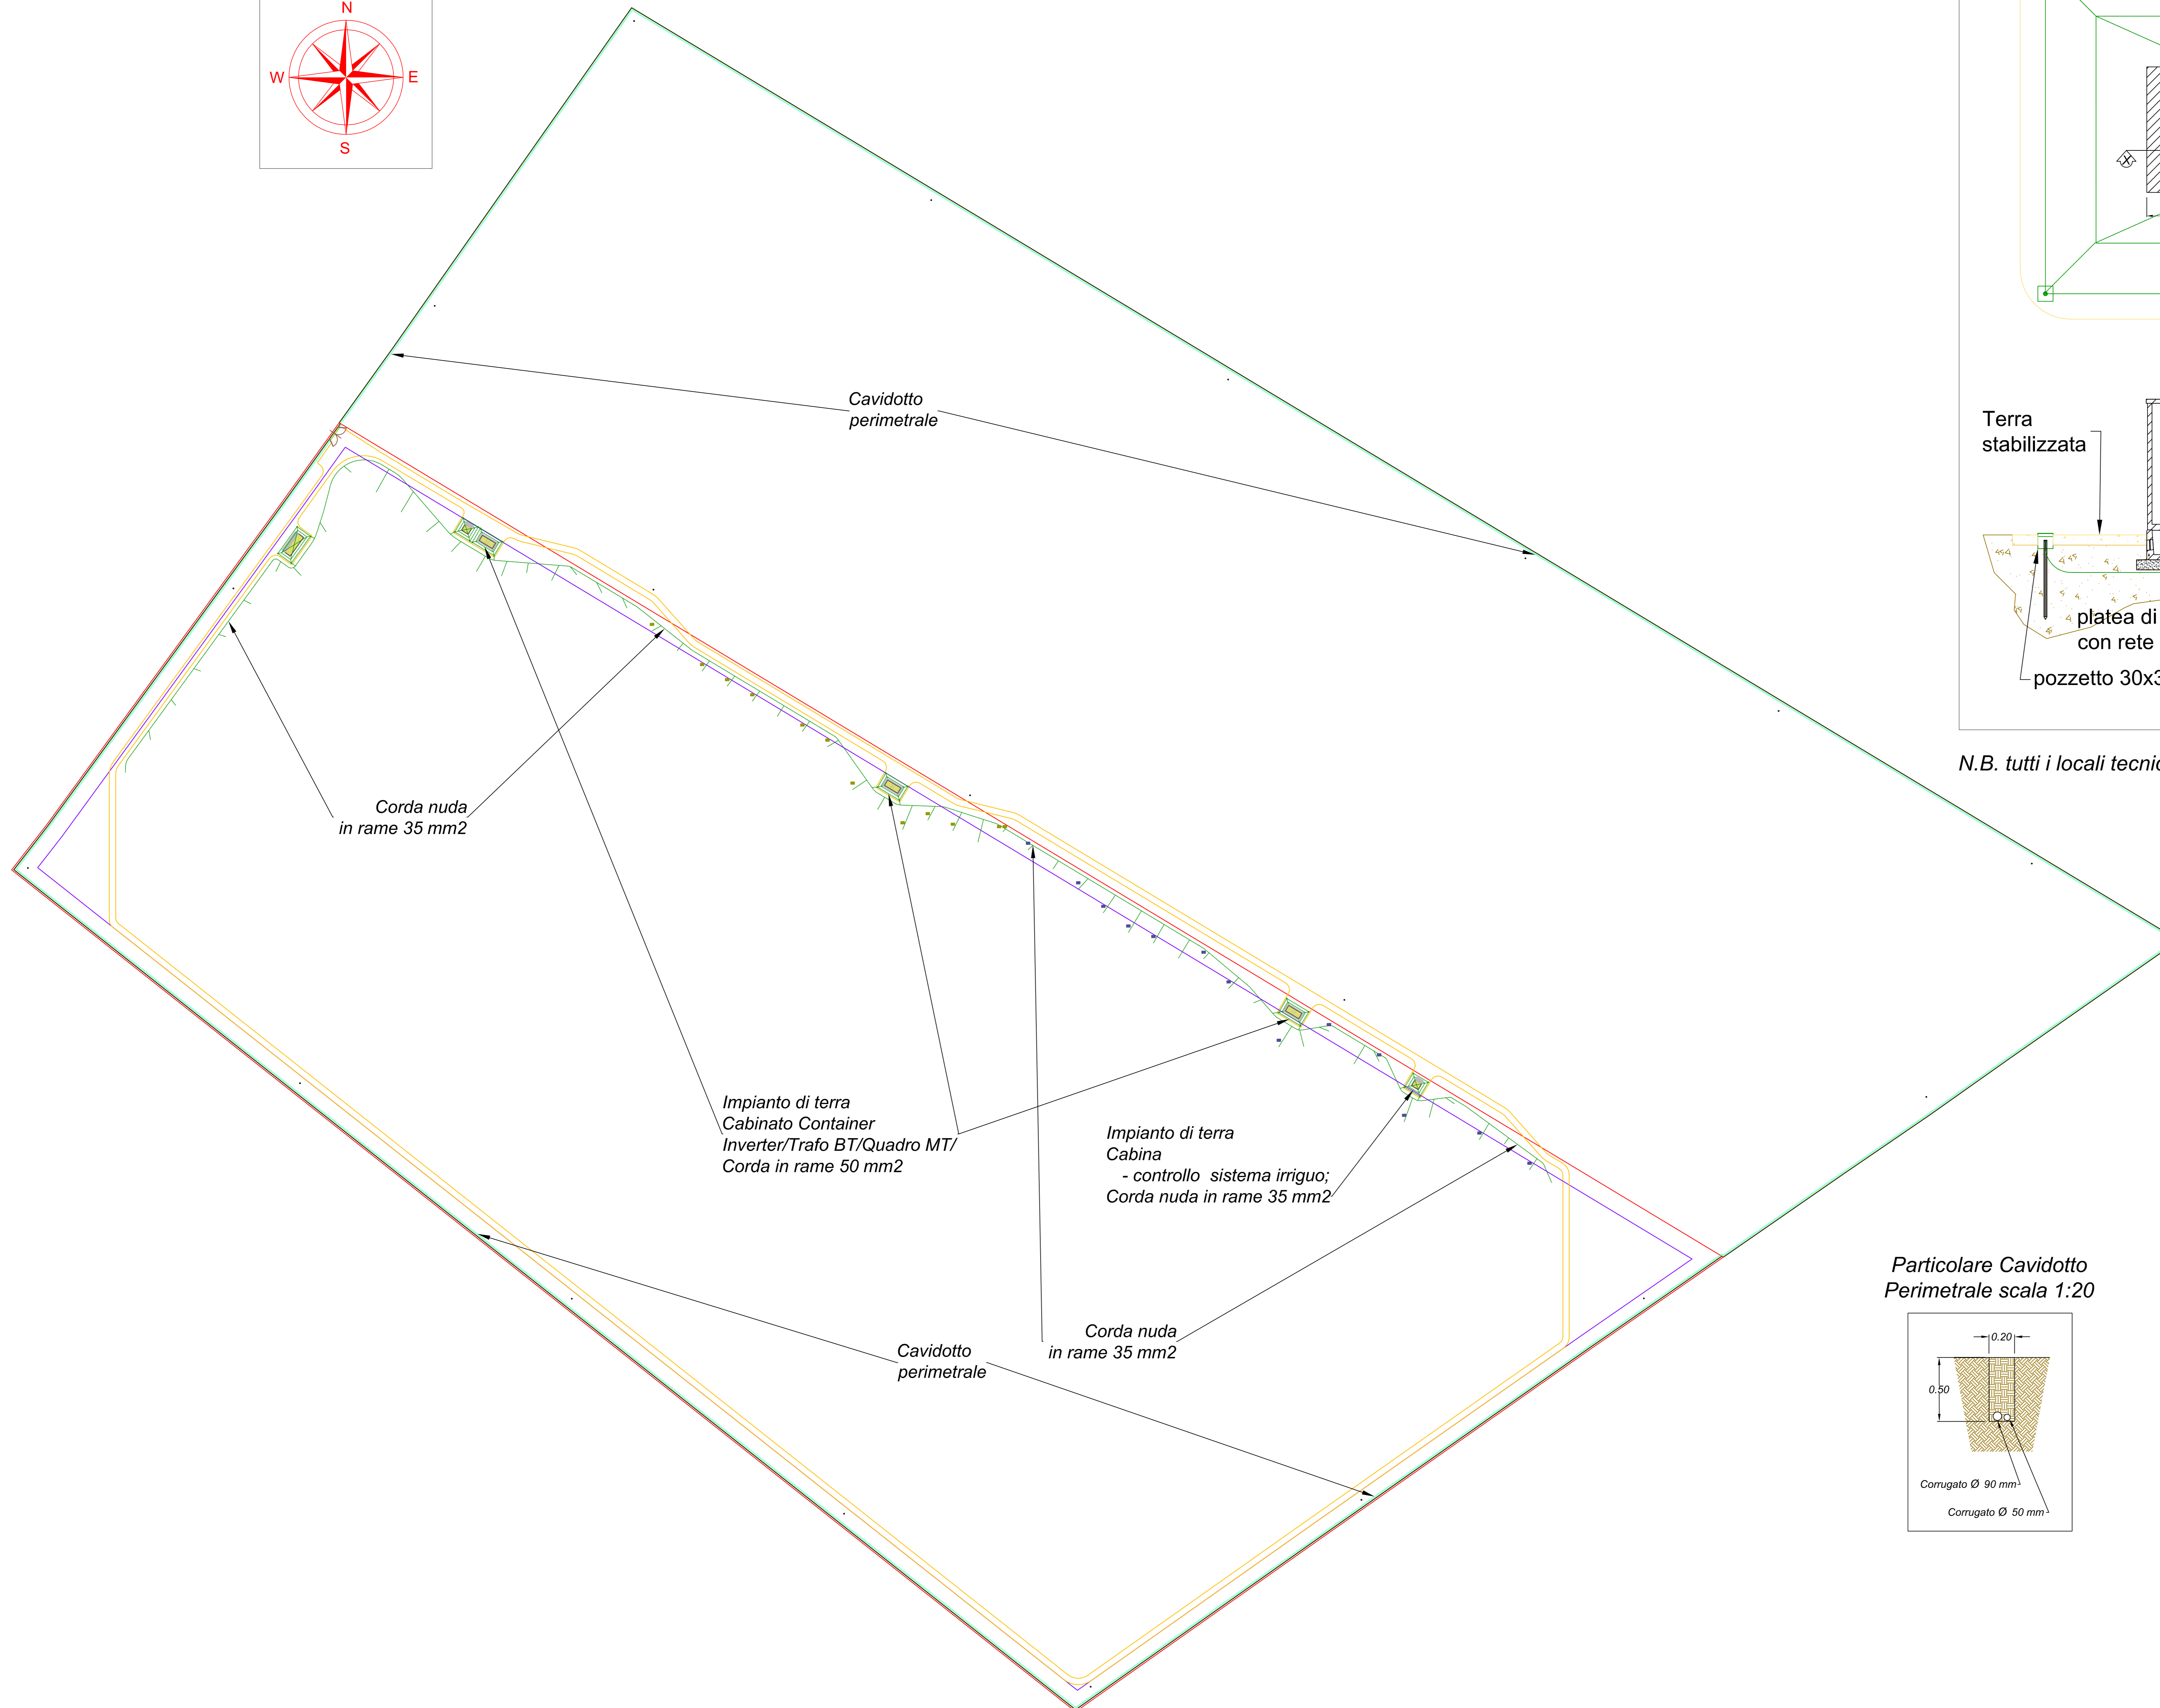 N
W
E
S
X
Cavidotto
perimetrale
Terra
stabilizzata
platea di
con rete
pozzetto 30x3
N.B. tutti i locali tecnic
Corda nuda
in rame 35 mm2
Impianto di terra
Cabinato Container
Inverter/Trafo BT/Quadro MT/
Corda in rame 50 mm2
Impianto di terra
Cabina
- controllo sistema irriguo;
Corda nuda in rame 35 mm2
Corda nuda
in rame 35 mm2
Cavidotto
perimetrale
Particolare Cavidotto
Perimetrale scala 1:20
0.20
0.50
Corrugato Ø 90 mm
Corrugato Ø 50 mm